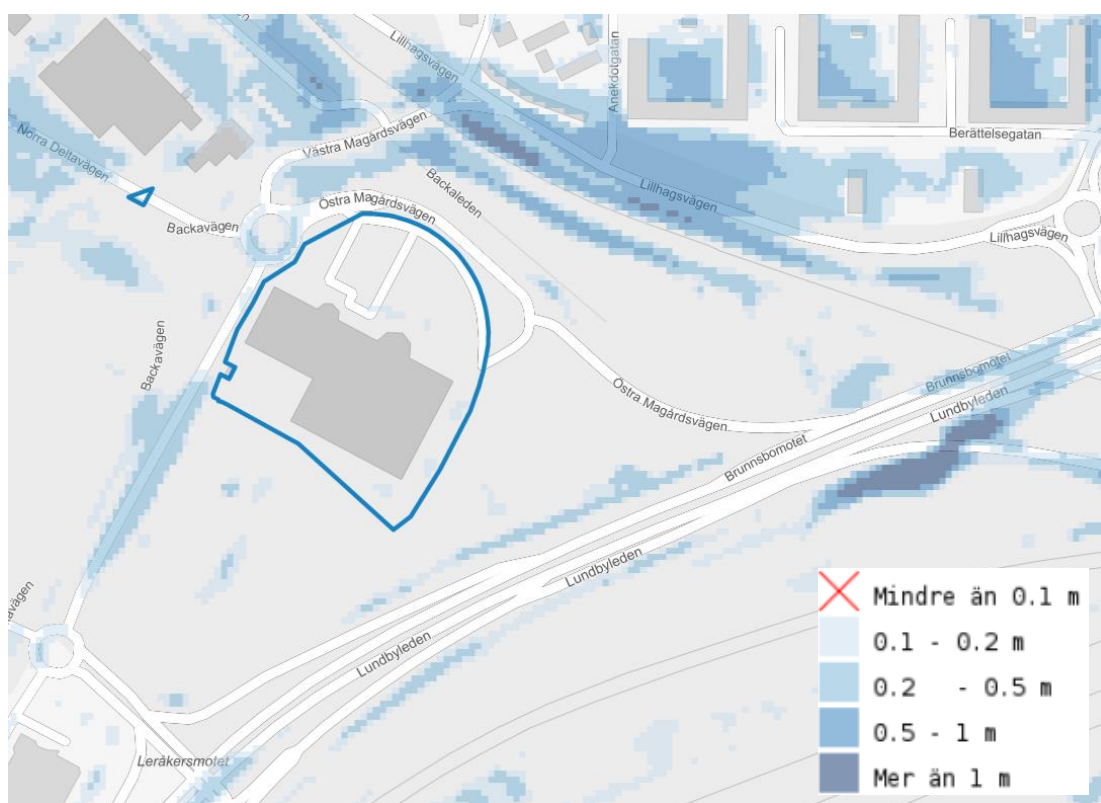 Lillhagsvägen
Anekdotgatan
Berättelsegatan
Norra Deltavägen
Västra Magårdsvägen
Backaleden
Lillhagsvägen
Östra Magårdsvägen
Backavägen
Lillhagsvägen
Backavägen
Brunnsbomotet
Östra Magårdsvägen
Lundbyleden
Brunnsbomotet
Lundbyleden
Lundbyleden
Leråkersmotet
Mindre än 0.1 m
0.1 - 0.2 m
0.2 - 0.5 m
0.5 - 1 m
Mer än 1 m